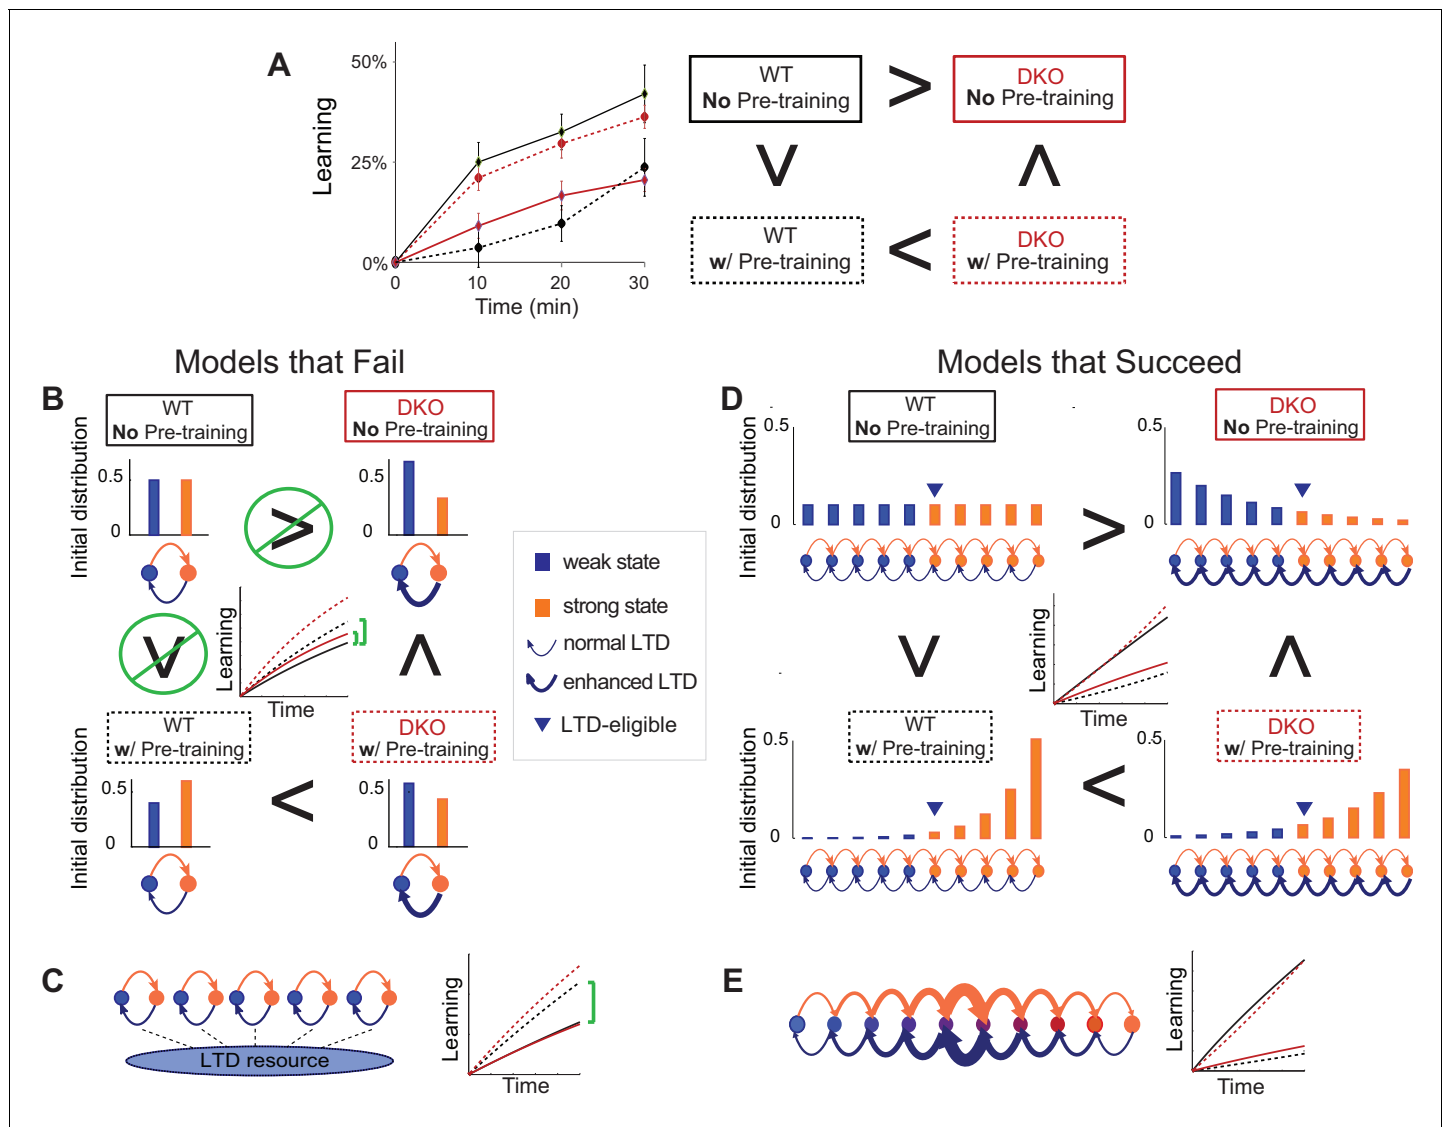 A
50%
25%
0%
Learning
0
10
20
30
Time (min)
WT
No Pre-training
>
DKO
No Pre-training
V
V
WT
w/ Pre-training
<
DKO
w/ Pre-training
Models that Fail
Models that Succeed
B
WT
No Pre-training
DKO
No Pre-training
Initial distribution
0.5
0
>
0.5
0
V
Learning
Time
V
WT
w/ Pre-training
DKO
w/ Pre-training
Initial distribution
0.5
0
<
0.5
0
weak state
strong state
normal LTD
enhanced LTD
LTD-eligible
D
WT
No Pre-training
DKO
No Pre-training
Initial distribution
0.5
0
>
0.5
0
V
Learning
Time
V
WT
w/ Pre-training
DKO
w/ Pre-training
Initial distribution
0.5
0
<
0.5
0
C
LTD resource
Learning
Time
E
Learning
Time